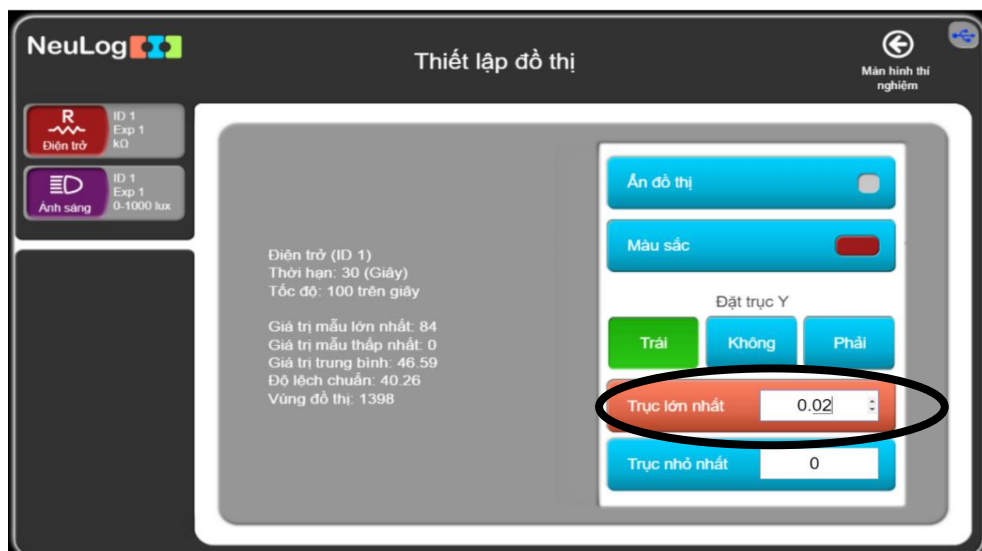 NeuLog
Thiết lập đồ thị
Màn hình thí
nghiệm
R
Điện trở
ID 1
Exp 1
kΩ
Ánh sáng
ID 1
Exp 1
0-1000 lux
Điện trở (ID 1)
Thời hạn: 30 (Giây)
Tốc độ: 100 trên giây
Giá trị mẫu lớn nhất: 84
Giá trị mẫu thấp nhất: 0
Giá trị trung bình: 46.59
Độ lệch chuẩn: 40.26
Vùng đồ thị: 1398
Ẩn đồ thị
Màu sắc
Đặt trục Y
Trái
Không
Phải
Trục lớn nhất
0.02
Trục nhỏ nhất
0